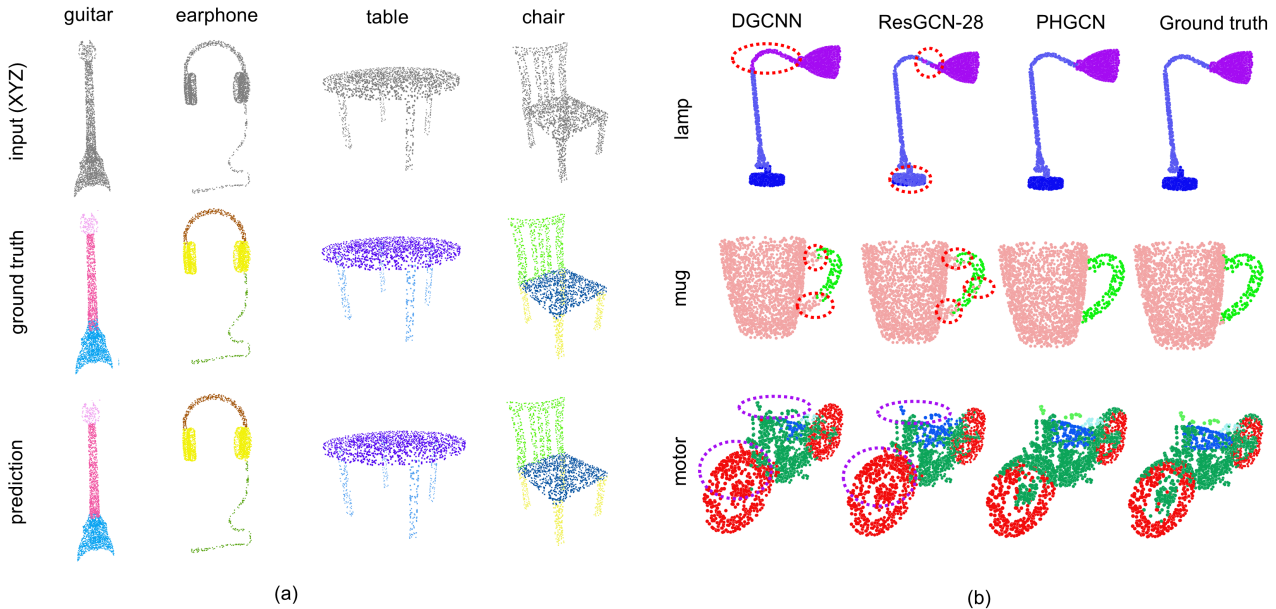 guitar earphone table chair
input (XYZ)
ground truth
prediction
(a)
DGCNN ResGCN-28 PHGCN Ground truth
lamp
mug
motor
(b)